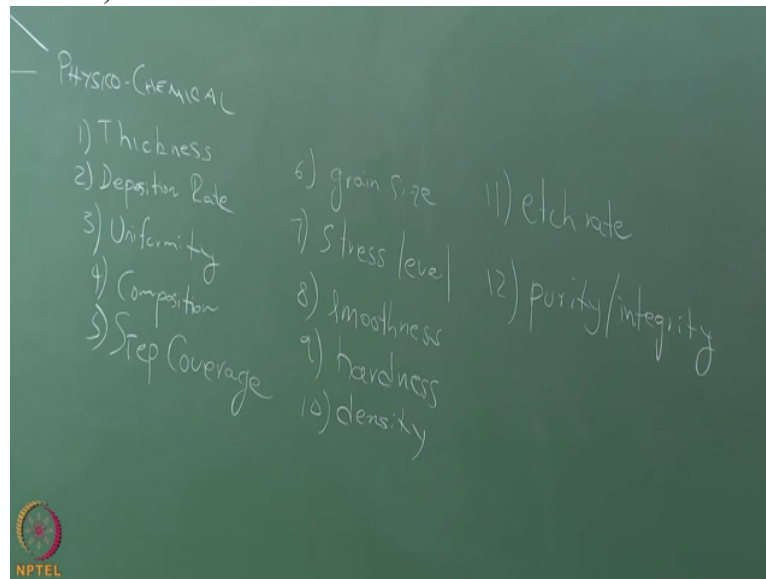 PHYSICO-CHEMICAL
1) Thickness
2) Deposition Rate
3) Uniformity
4) Composition
5) Step Coverage
6) grain size
7) Stress level
8) Smoothness
9) hardness
10) density
11) etch rate
12) purity/integrity
NPTEL